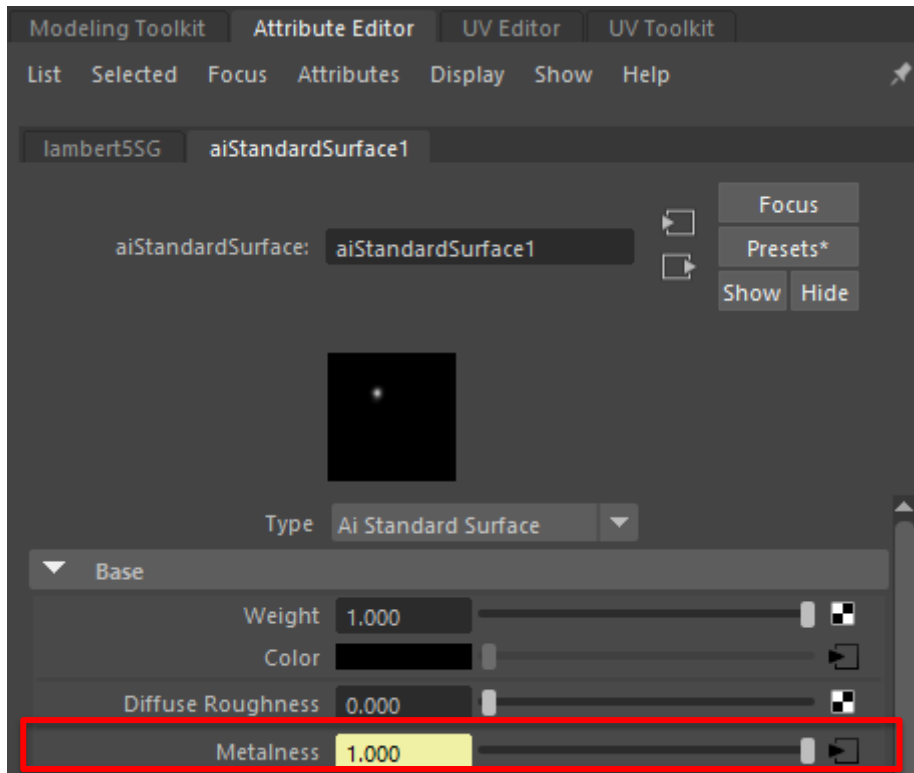 Modeling Toolkit Attribute Editor UV Editor UV Toolkit
List Selected Focus Attributes Display Show Help
lambert5SG aiStandardSurface1
Focus
aiStandardSurface: aiStandardSurface1 Presets*
Show Hide
Type Ai Standard Surface
Base
Weight 1.000
Color
Diffuse Roughness 0.000
Metalness 1.000